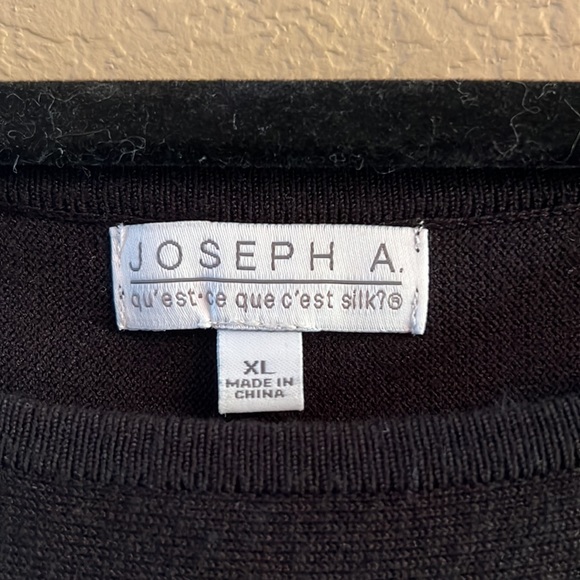 JOSEPH A.
qu'est-ce que c'est silk?®
XL
MADE IN
CHINA